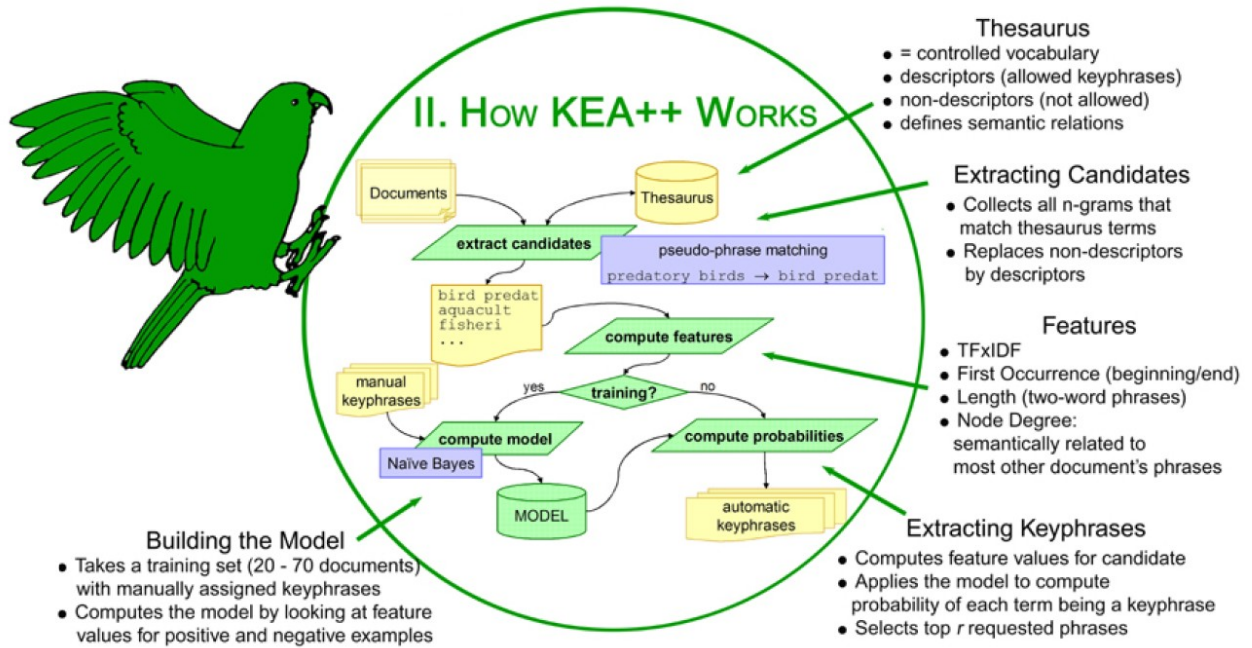 II. How KEA++ Works
Thesaurus
● = controlled vocabulary
● descriptors (allowed keyphrases)
● non-descriptors (not allowed)
● defines semantic relations
Documents
Thesaurus
extract candidates
pseudo-phrase matching
predatory birds → bird predat
Extracting Candidates
● Collects all n-grams that
match thesaurus terms
● Replaces non-descriptors
by descriptors
bird predat
aquacult
fisheri
...
compute features
Features
● TFxIDF
● First Occurrence (beginning/end)
● Length (two-word phrases)
● Node Degree:
semantically related to
most other document's phrases
manual
keyphrases
yes
training?
no
compute model
Naïve Bayes
compute probabilities
MODEL
automatic
keyphrases
Building the Model
● Takes a training set (20 - 70 documents)
with manually assigned keyphrases
● Computes the model by looking at feature
values for positive and negative examples
Extracting Keyphrases
● Computes feature values for candidate
● Applies the model to compute
probability of each term being a keyphrase
● Selects top r requested phrases